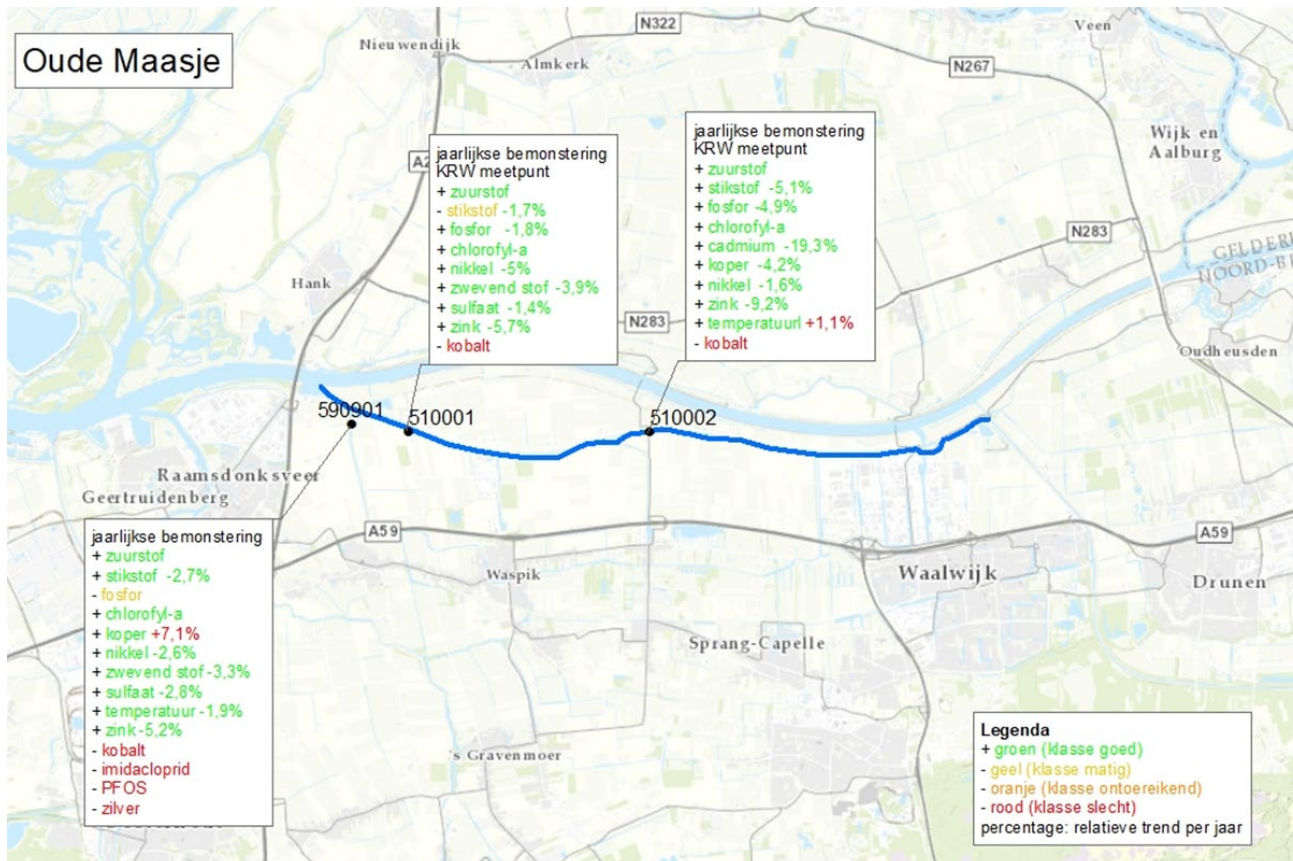 Oude Maasje
Nieuwendijk
Almkerk
N322
Veen
N267
Wijk en
Aalburg
jaarlijkse bemonstering
KRW meetpunt
+ zuurstof
- stikstof -1,7%
+ fosfor -1,8%
+ chlorofyl-a
+ nikkel -5%
+ zwevend stof -3,9%
+ sulfaat -1,4%
+ zink -5,7%
- kobalt
jaarlijkse bemonstering
KRW meetpunt
+ zuurstof
+ stikstof -5,1%
+ fosfor -4,9%
+ chlorofyl-a
+ cadmium -19,3%
+ koper -4,2%
+ nikkel -1,6%
+ zink -9,2%
+ temperatuurl +1,1%
- kobalt
N283
Hank
N283
Oudheusden
590901
510001
510002
Raamsdonksveer
Geertruidenberg
A59
A59
Waspik
Waalwijk
Drunen
Sprang-Capelle
's Gravenmoer
jaarlijkse bemonstering
+ zuurstof
+ stikstof -2,7%
- fosfor
+ chlorofyl-a
+ koper +7,1%
+ nikkel -2,6%
+ zwevend stof -3,3%
+ sulfaat -2,8%
+ temperatuur -1,9%
+ zink -5,2%
- kobalt
- imidacloprid
- PFOS
- zilver
Legenda
+ groen (klasse goed)
- geel (klasse matig)
- oranje (klasse ontoereikend)
- rood (klasse slecht)
percentage: relatieve trend per jaar